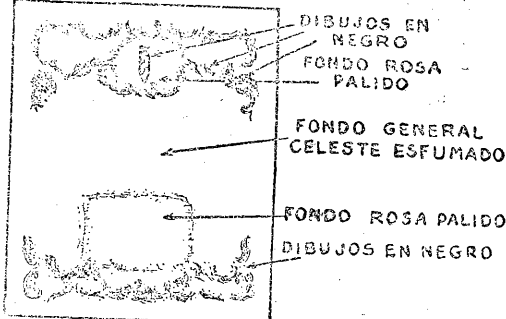 DIBUJOS EN
NEGRO
FONDO ROSA
PALIDO
FONDO GENERAL
CELESTE ESFUMADO
FONDO ROSA PALIDO
DIBUJOS EN NEGRO